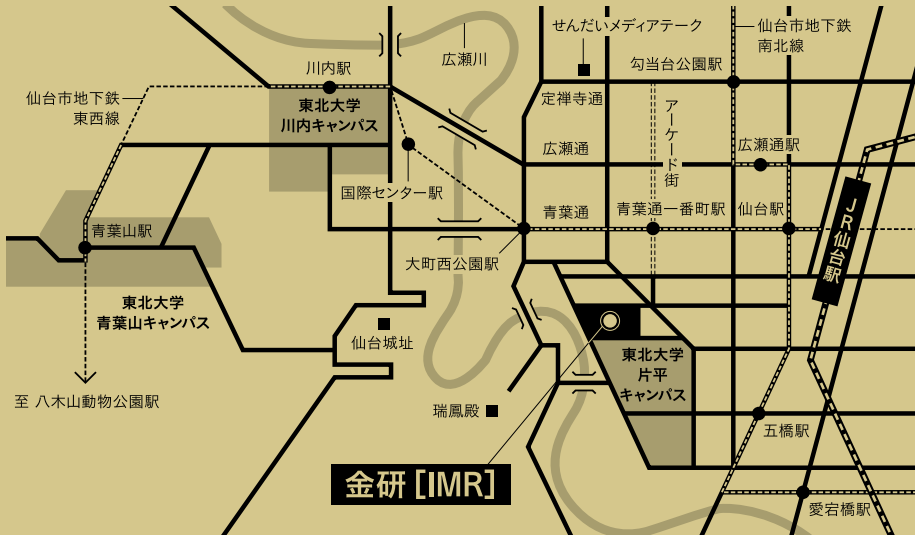 せんだいメディアテーク
仙台市地下鉄
南北線
広瀬川
勾当台公園駅
川内駅
仙台市地下鉄
東西線
東北大学
川内キャンパス
定禅寺通
アーケード街
広瀬通
広瀬通駅
国際センター駅
青葉通
青葉通一番町駅
仙台駅
JR仙台駅
青葉山駅
大町西公園駅
東北大学
青葉山キャンパス
仙台城址
東北大学
片平
キャンパス
至 八木山動物公園駅
瑞鳳殿
五橋駅
金研 [IMR]
愛宕橋駅